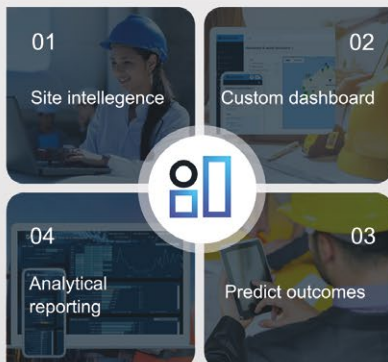 01
Site intellegence
02
Custom dashboard
04
Analytical
reporting
03
Predict outcomes